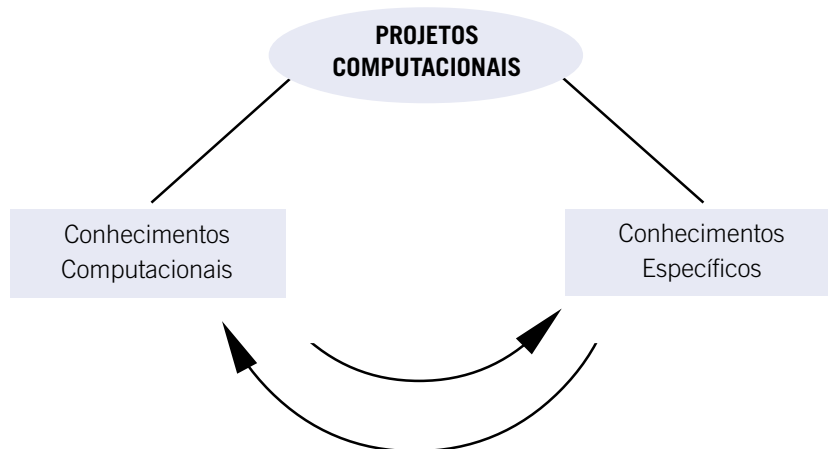 PROJETOS
COMPUTACIONAIS
Conhecimentos
Computacionais
Conhecimentos
Específicos